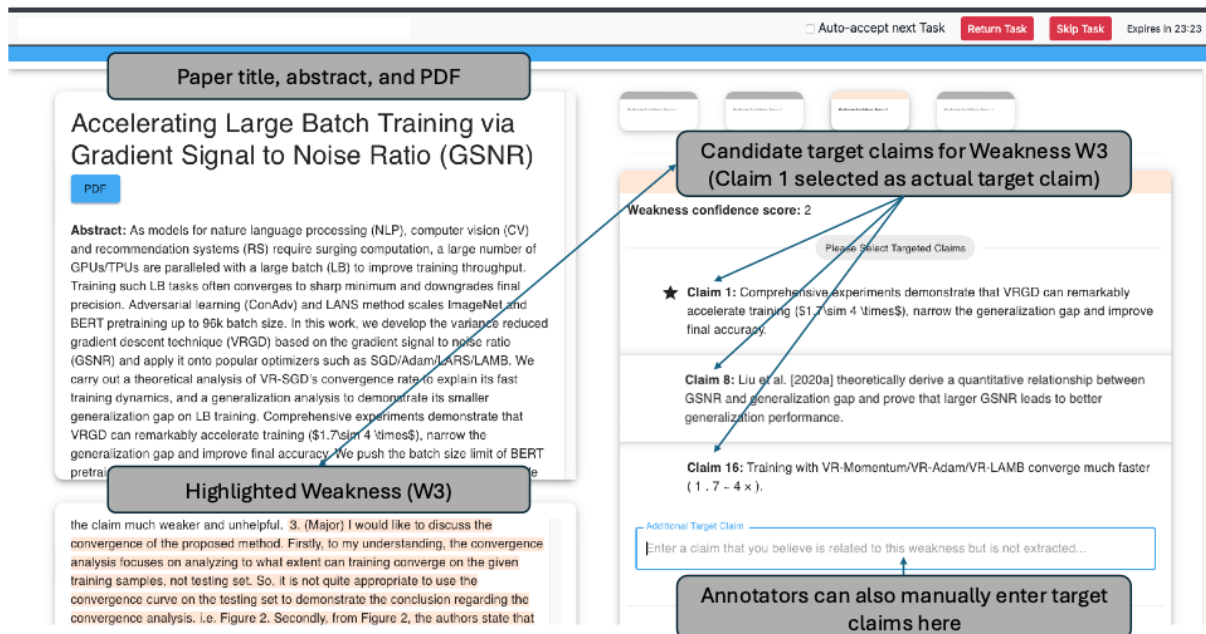 Auto-accept next Task
Return Task
Skip Task
Expires in 23:23
Paper title, abstract, and PDF
Accelerating Large Batch Training via
Gradient Signal to Noise Ratio (GSNR)
PDF
Abstract: As models for nature language processing (NLP), computer vision (CV)
and recommendation systems (RS) require surging computation, a large number of
GPUs/TPUs are paralleled with a large batch (LB) to improve training throughput.
Training such LB tasks often converges to sharp minimum and downgrades final
precision. Adversarial learning (ConAdv) and LANS method scales ImageNet and
BERT pretraining up to 96k batch size. In this work, we develop the variance reduced
gradient descent technique (VRGD) based on the gradient signal to noise ratio
(GSNR) and apply it onto popular optimizers such as SGD/Adam/LARS/LAMB. We
carry out a theoretical analysis of VR-SGD's convergence rate to explain its fast
training dynamics, and a generalization analysis to demonstrate its smaller
generalization gap on LB training. Comprehensive experiments demonstrate that
VRGD can remarkably accelerate training ($1.7\sim 4 \times$), narrow the
generalization gap and improve final accuracy. We push the batch size limit of BERT
Highlighted Weakness (W3)
the claim much weaker and unhelpful. 3. (Major) I would like to discuss the
convergence of the proposed method. Firstly, to my understanding, the convergence
analysis focuses on analyzing to what extent can training converge on the given
training samples, not testing set. So, it is not quite appropriate to use the
convergence curve on the testing set to demonstrate the conclusion regarding the
convergence analysis. i.e. Figure 2. Secondly, from Figure 2, the authors state that
Candidate target claims for Weakness W3
(Claim 1 selected as actual target claim)
Weakness confidence score: 2
Please Select Targeted Claims
Claim 1: Comprehensive experiments demonstrate that VRGD can remarkably
accelerate training ($1.7\sim 4 \times$), narrow the generalization gap and improve
final accuracy.
Claim 8: Liu et al. [2020a] theoretically derive a quantitative relationship between
GSNR and generalization gap and prove that larger GSNR leads to better
generalization performance.
Claim 16: Training with VR-Momentum/VR-Adam/VR-LAMB converge much faster
( 1 . 7 ~ 4 × ).
Additional Target Claim
Enter a claim that you believe is related to this weakness but is not extracted...
Annotators can also manually enter target
claims here